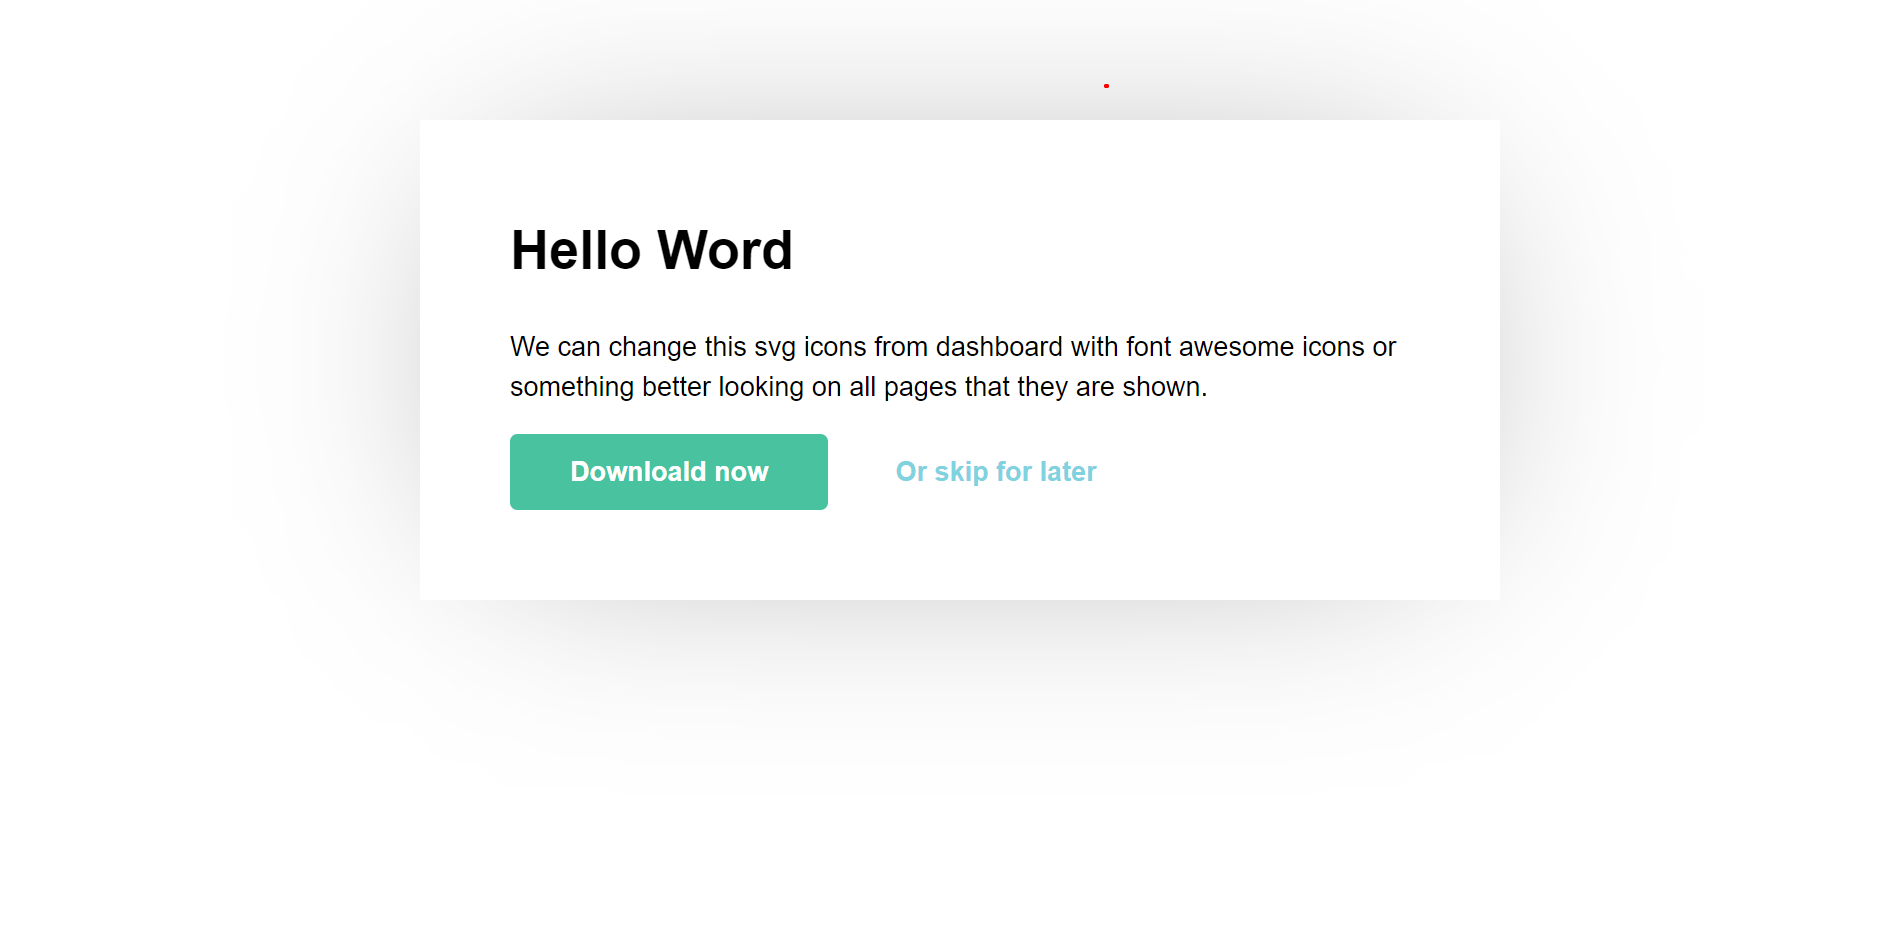 Hello Word
We can change this svg icons from dashboard with font awesome icons or
something better looking on all pages that they are shown.
Downloald now
Or skip for later